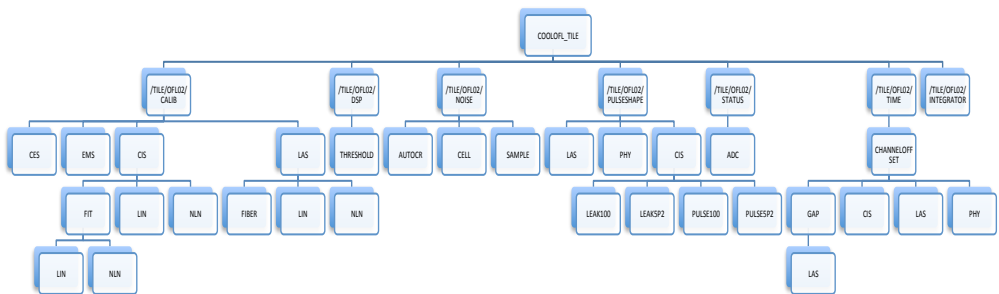 COOLOFL_TILE
/TILE/OFL02/
CALIB
/TILE/OFL02/
DSP
/TILE/OFL02/
NOISE
/TILE/OFL02/
PULSESHAPE
/TILE/OFL02/
STATUS
/TILE/OFL02/
TIME
/TILE/OFL02/
INTEGRATOR
CES
EMS
CIS
LAS
THRESHOLD
AUTOCR
CELL
SAMPLE
LAS
PHY
CIS
ADC
CHANNELOFF
SET
FIT
LIN
NLN
FIBER
LIN
NLN
LEAK100
LEAK5P2
PULSE100
PULSE5P2
GAP
CIS
LAS
PHY
LIN
NLN
LAS